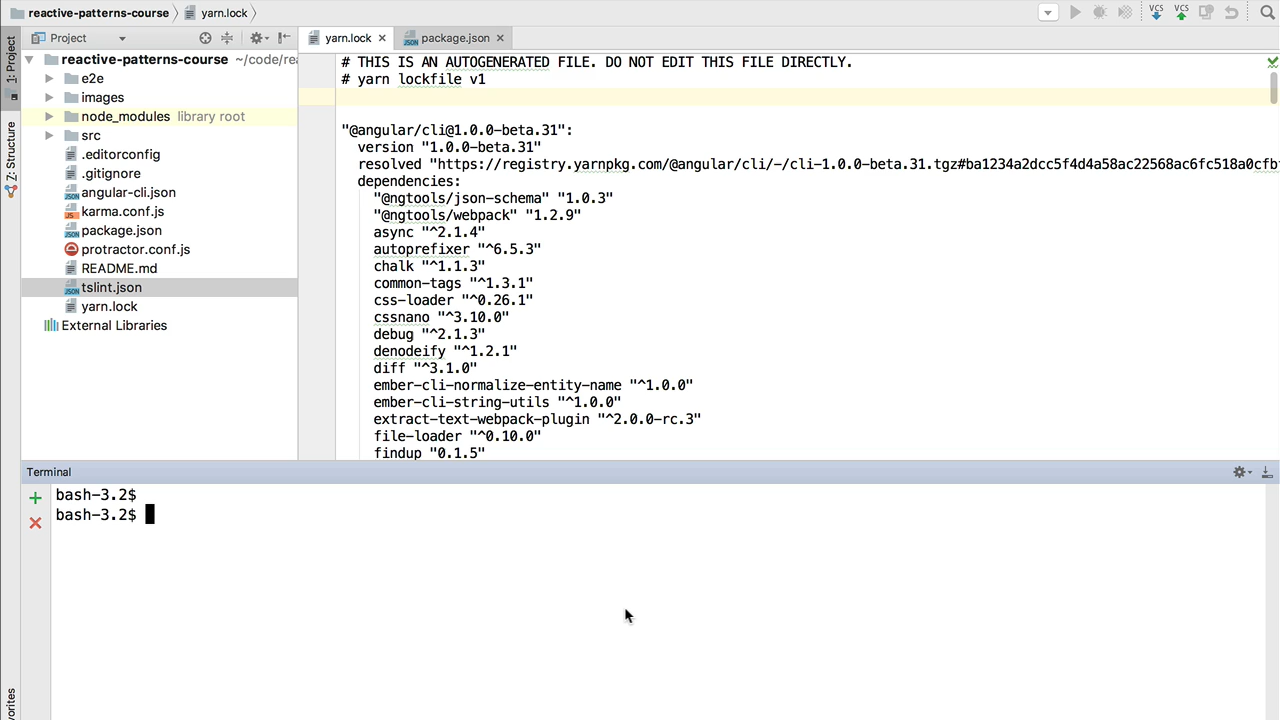 reactive-patterns-course yarn.lock
VCS VCS
1: Project
Z: Structure
Project
reactive-patterns-course ~/code/rea
e2e
images
node_modules library root
src
.editorconfig
.gitignore
angular-cli.json
karma.conf.js
package.json
protractor.conf.js
README.md
tslint.json
yarn.lock
External Libraries
yarn.lock package.json
# THIS IS AN AUTOGENERATED FILE. DO NOT EDIT THIS FILE DIRECTLY.
# yarn lockfile v1
"@angular/cli@1.0.0-beta.31":
version "1.0.0-beta.31"
resolved "https://registry.yarnpkg.com/@angular/cli/-/cli-1.0.0-beta.31.tgz#ba1234a2dcc5f4d4a58ac22568ac6fc518a0cfb
dependencies:
"@ngtools/json-schema" "1.0.3"
"@ngtools/webpack" "1.2.9"
async "^2.1.4"
autoprefixer "^6.5.3"
chalk "^1.1.3"
common-tags "^1.3.1"
css-loader "^0.26.1"
cssnano "^3.10.0"
debug "^2.1.3"
denodeify "^1.2.1"
diff "^3.1.0"
ember-cli-normalize-entity-name "^1.0.0"
ember-cli-string-utils "^1.0.0"
extract-text-webpack-plugin "^2.0.0-rc.3"
file-loader "^0.10.0"
findup "0.1.5"
Terminal
bash-3.2$
bash-3.2$
vorites